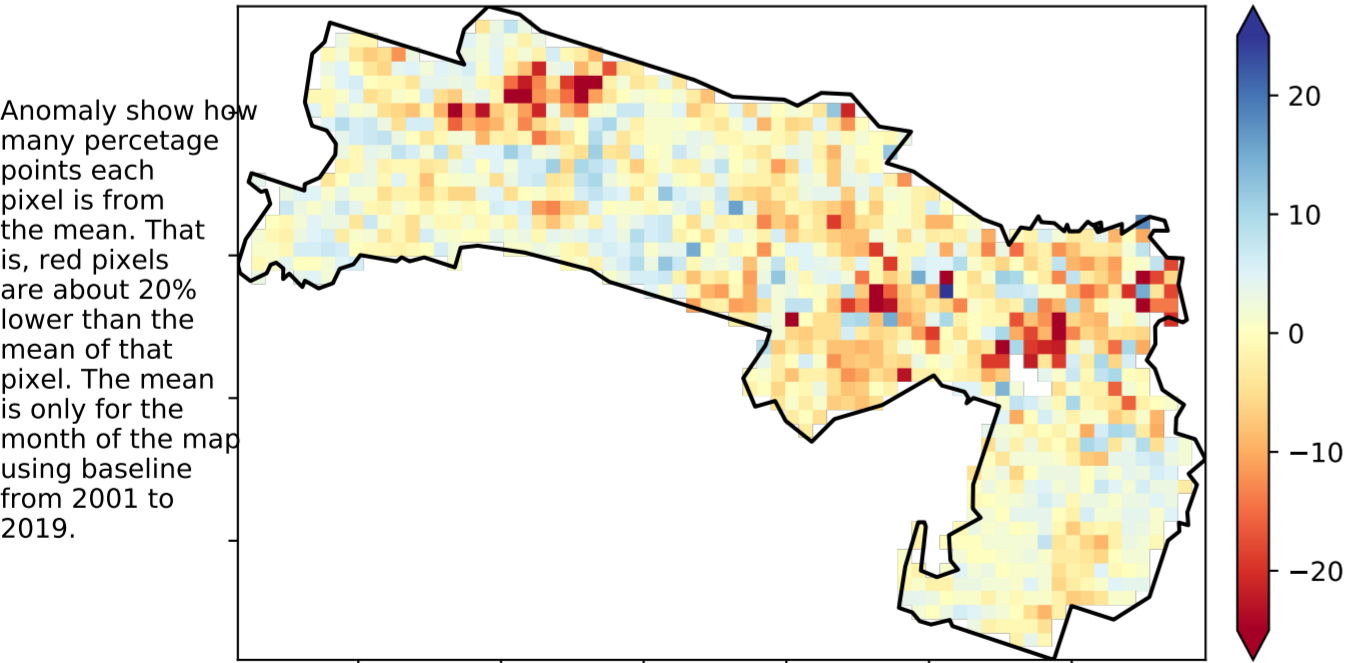 Anomaly show how
many percetage
points each
pixel is from
the mean. That
is, red pixels
are about 20%
lower than the
mean of that
pixel. The mean
is only for the
month of the map
using baseline
from 2001 to
2019.
20
10
0
−10
−20